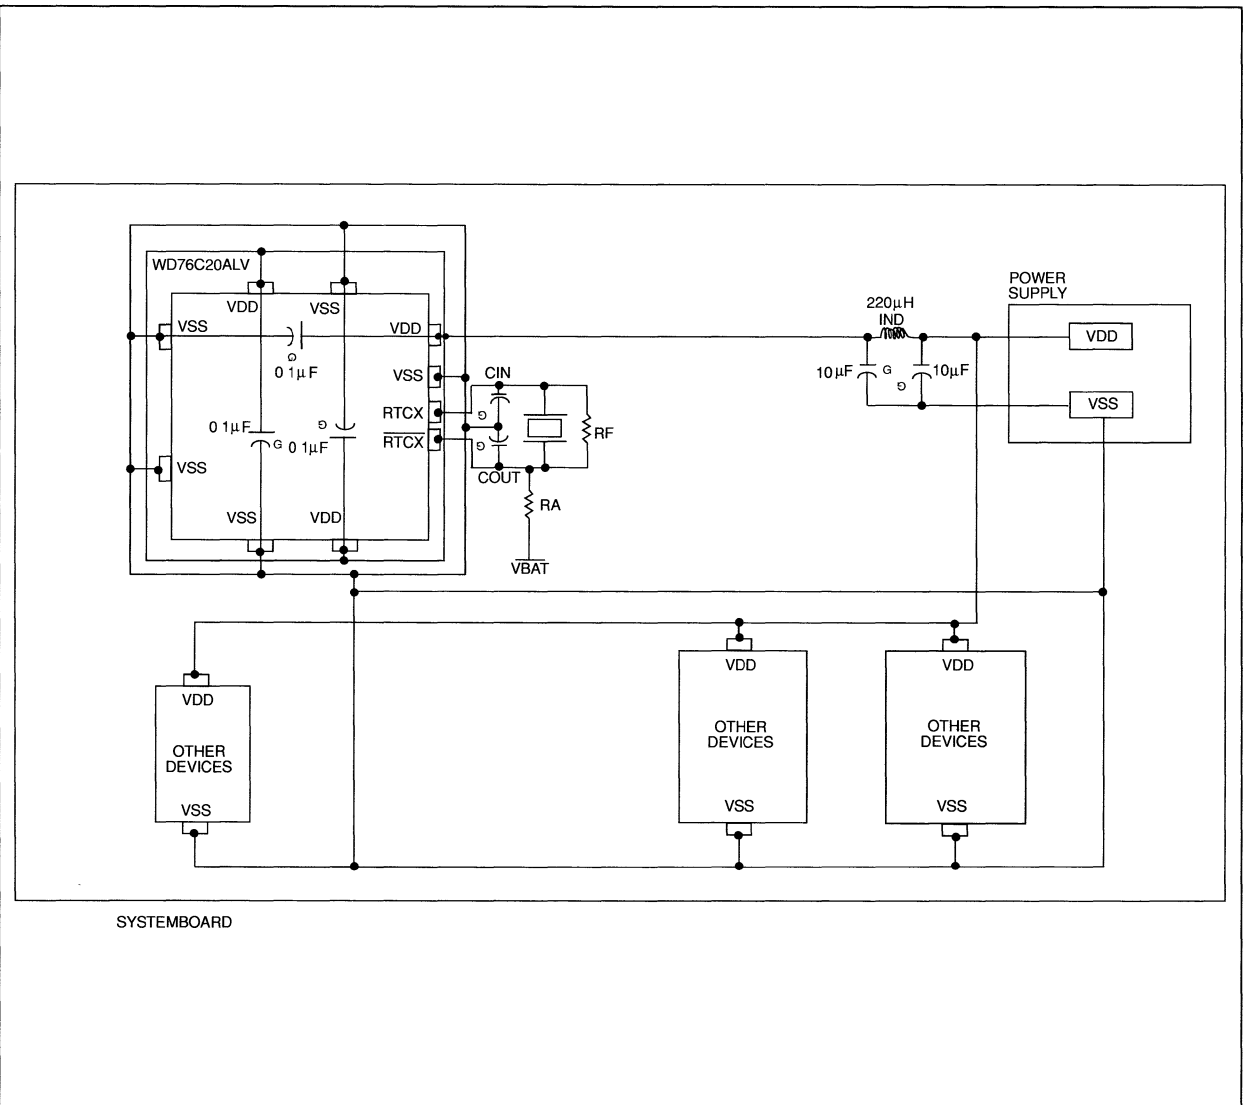 WD76C20ALV
VDD
VSS
VSS
VDD
G
0 1µF
VSS
RTCX
RTCX
0 1µF
G
G
0 1µF
VSS
VSS
VDD
CIN
G
G
COUT
RF
RA
VBAT
220µH
IND
10µF
G
G
10µF
POWER
SUPPLY
VDD
VSS
VDD
OTHER
DEVICES
VSS
VDD
OTHER
DEVICES
VSS
VDD
OTHER
DEVICES
VSS
SYSTEMBOARD